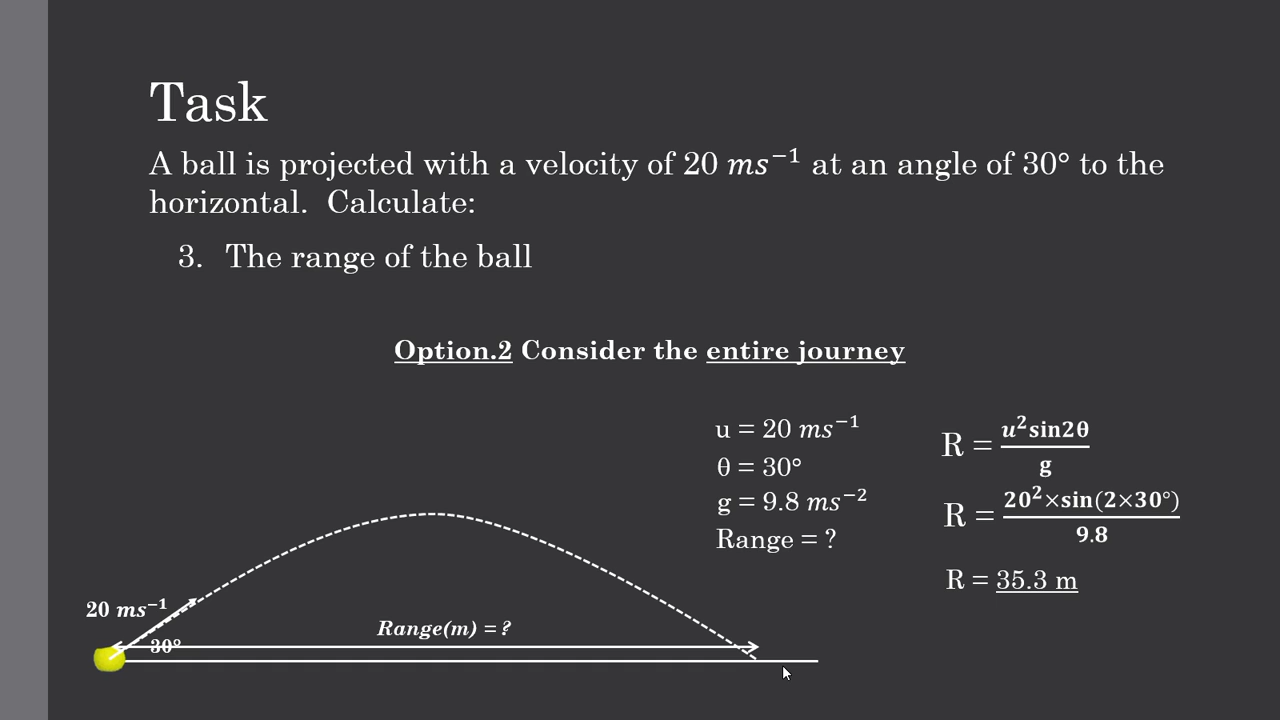 Task
A ball is projected with a velocity of 20 ms⁻¹ at an angle of 30° to the
horizontal. Calculate:
3. The range of the ball
Option.2 Consider the entire journey
u = 20 ms⁻¹
θ = 30°
g = 9.8 ms⁻²
Range = ?
R = u²sin2θ / g
R = 20²×sin(2×30°) / 9.8
R = 35.3 m
20 ms⁻¹
30°
Range(m) = ?